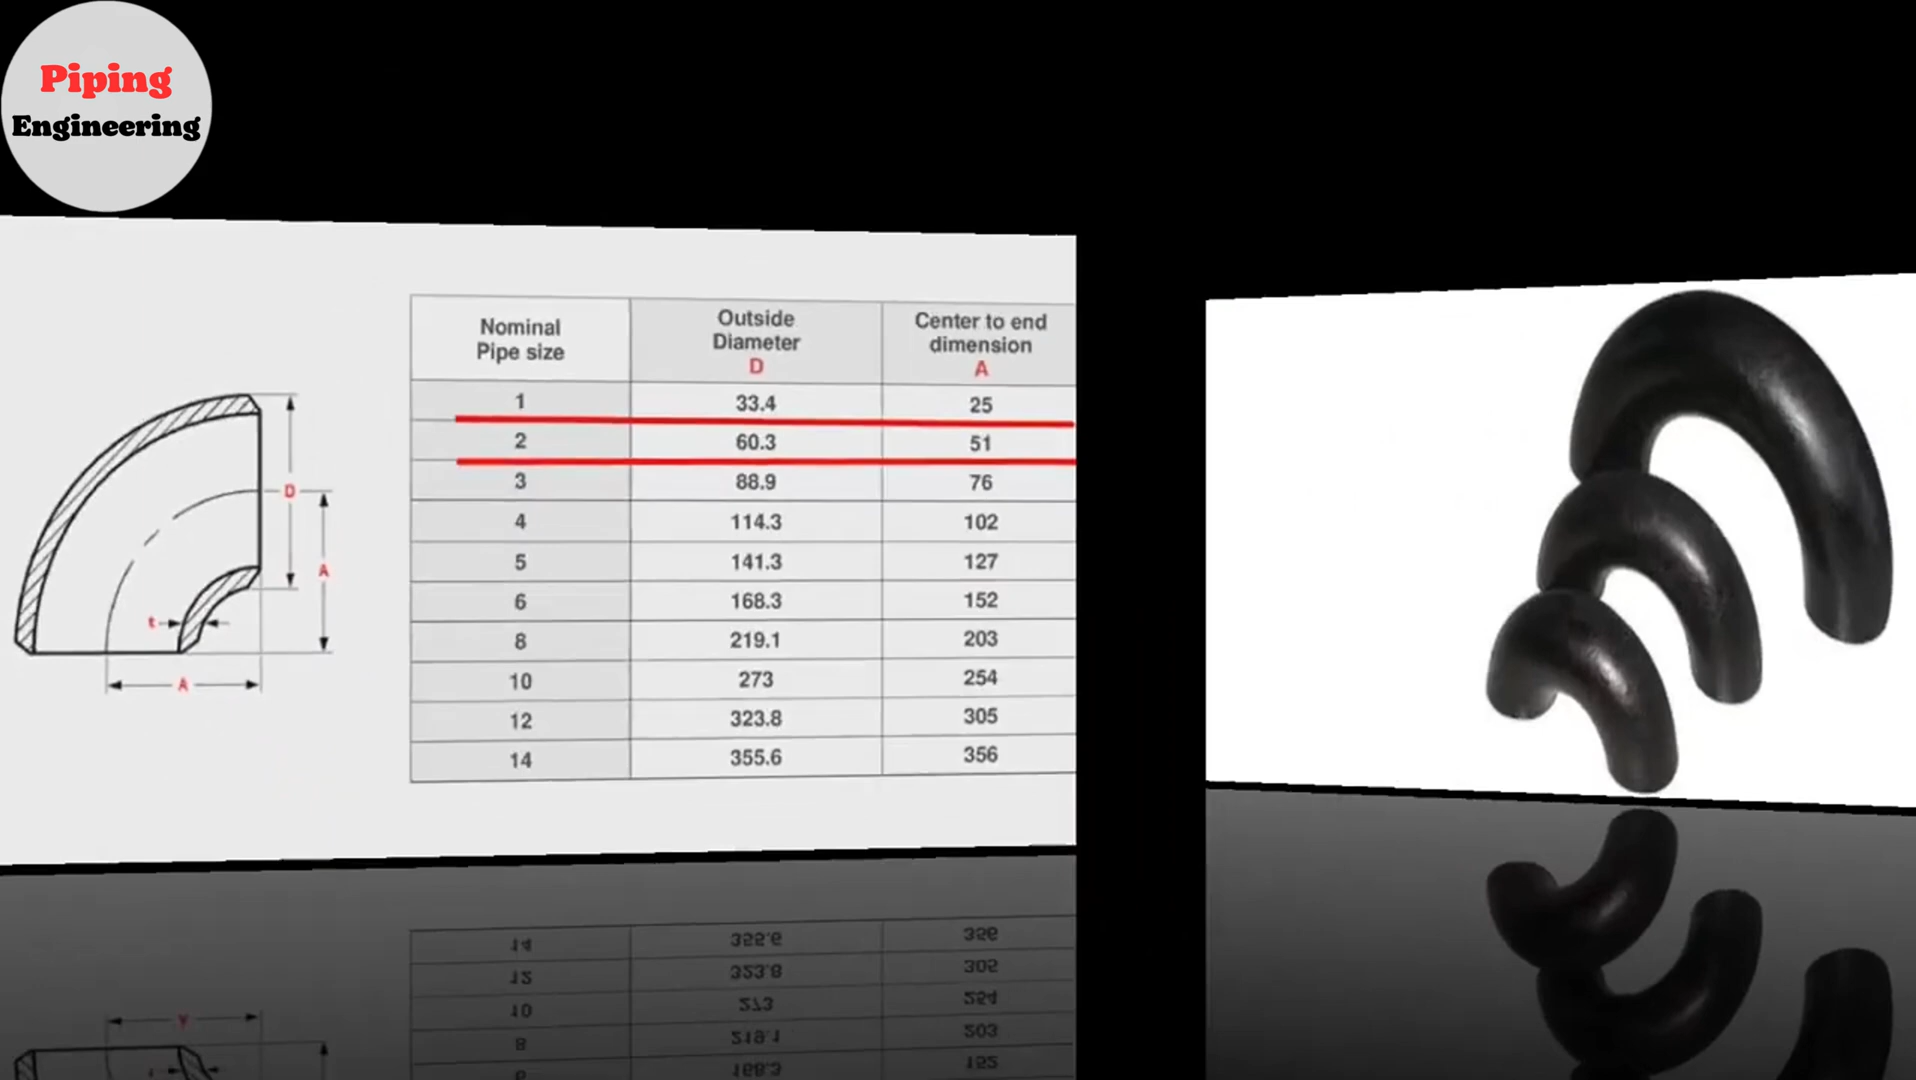 Piping
Engineering
Nominal
Pipe size
Outside
Diameter
D
Center to end
dimension
A
1 33.4 25
2 60.3 51
3 88.9 76
4 114.3 102
5 141.3 127
6 168.3 152
8 219.1 203
10 273 254
12 323.8 305
14 355.6 356
D
A
t
A